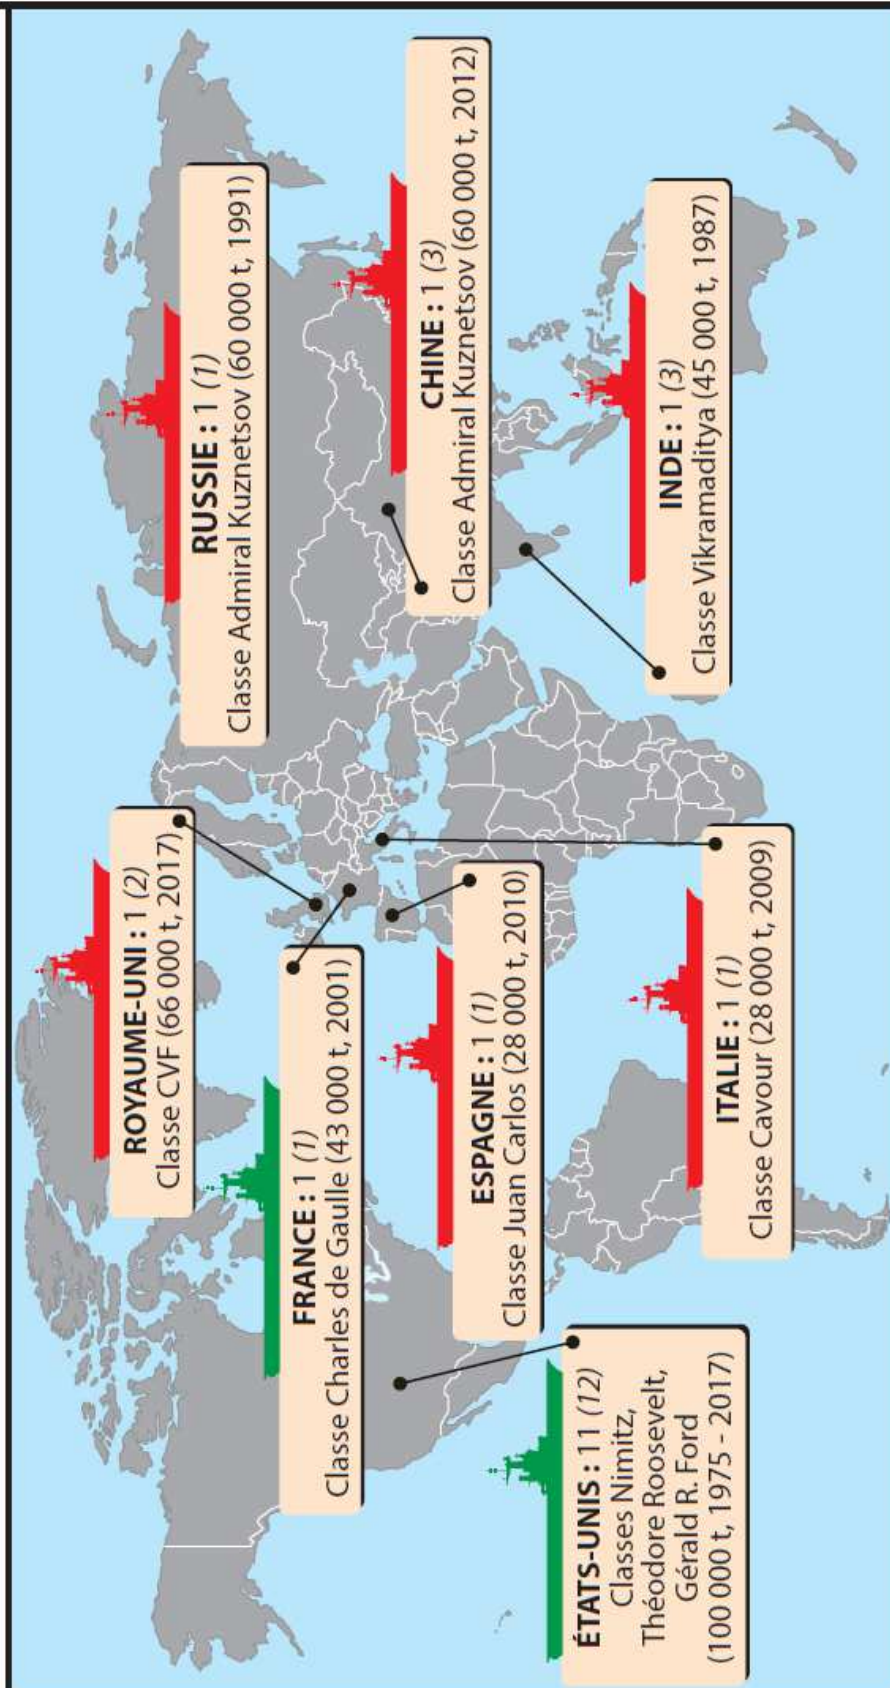 ROYAUME-UNI : 1 (2)
Classe CVF (66 000 t, 2017)
RUSSIE : 1 (1)
Classe Admiral Kuznetsov (60 000 t, 1991)
FRANCE : 1 (1)
Classe Charles de Gaulle (43 000 t, 2001)
CHINE : 1 (3)
Classe Admiral Kuznetsov (60 000 t, 2012)
ESPAGNE : 1 (1)
Classe Juan Carlos (28 000 t, 2010)
ÉTATS-UNIS : 11 (12)
Classes Nimitz,
Théodore Roosevelt,
Gérald R. Ford
(100 000 t, 1975 - 2017)
ITALIE : 1 (1)
Classe Cavour (28 000 t, 2009)
INDE : 1 (3)
Classe Vikramaditya (45 000 t, 1987)